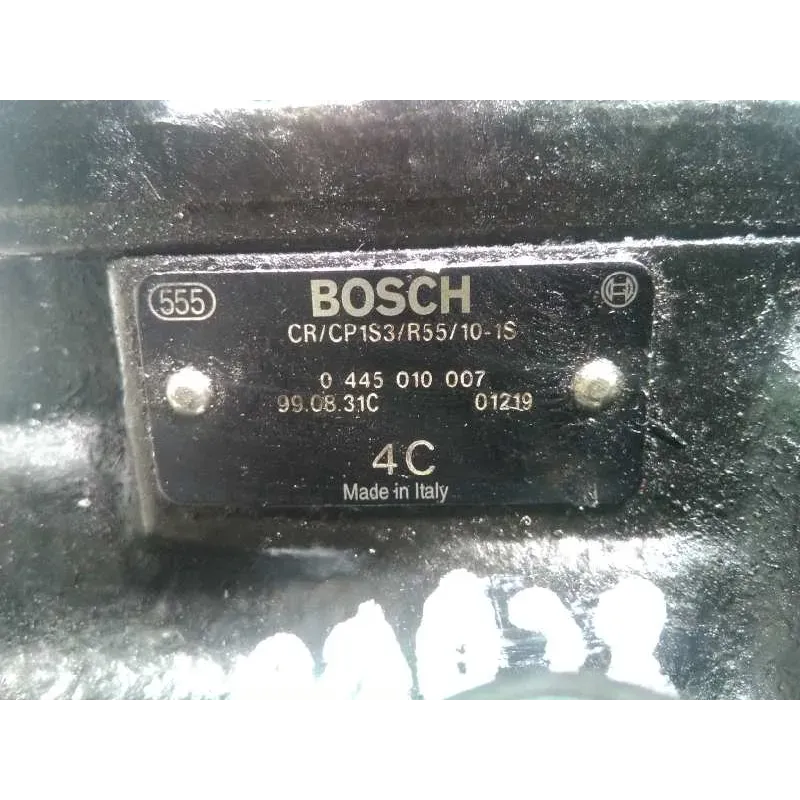 555 BOSCH
CR/CP1S3/R55/10-1S
0 445 010 007
99.08.31C 01219
4C
Made in Italy